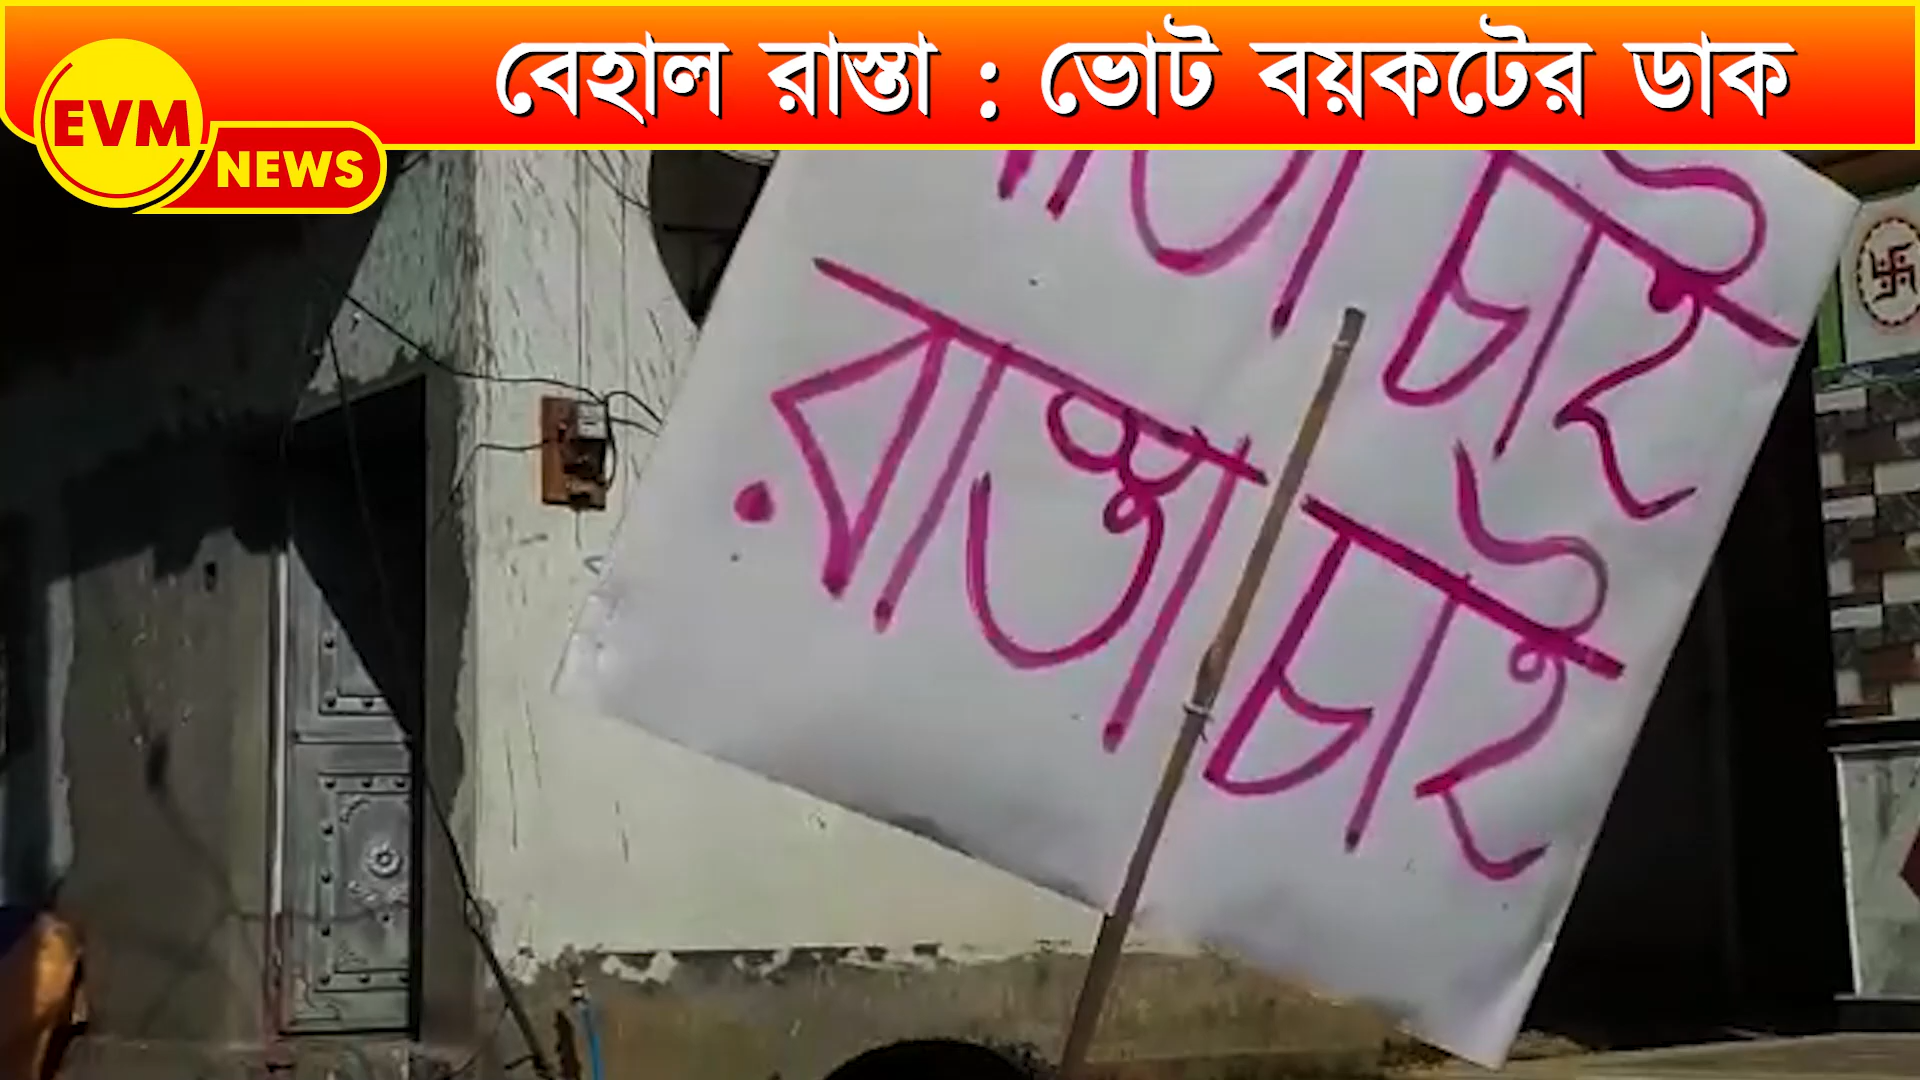 বেহাল রাস্তা : ভোট বয়কটের ডাক
EVM
NEWS
চাই
রাস্তা চাই